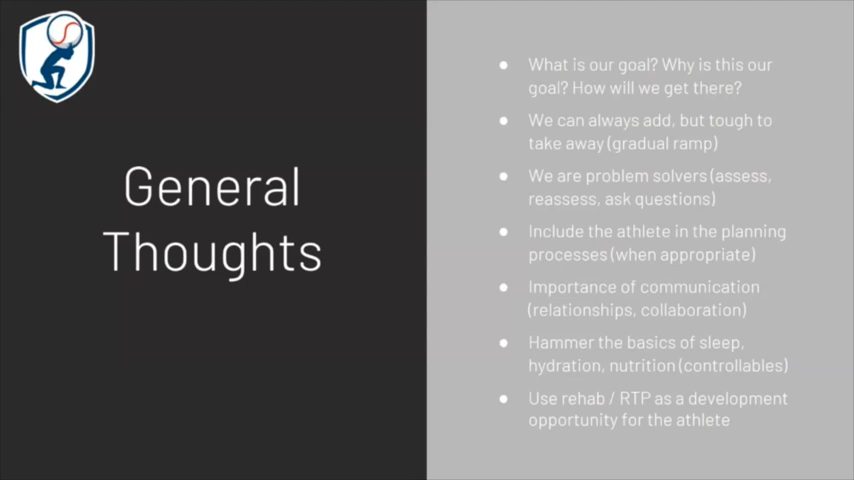 General
Thoughts
● What is our goal? Why is this our
goal? How will we get there?
● We can always add, but tough to
take away (gradual ramp)
● We are problem solvers (assess,
reassess, ask questions)
● Include the athlete in the planning
processes (when appropriate)
● Importance of communication
(relationships, collaboration)
● Hammer the basics of sleep,
hydration, nutrition (controllables)
● Use rehab / RTP as a development
opportunity for the athlete